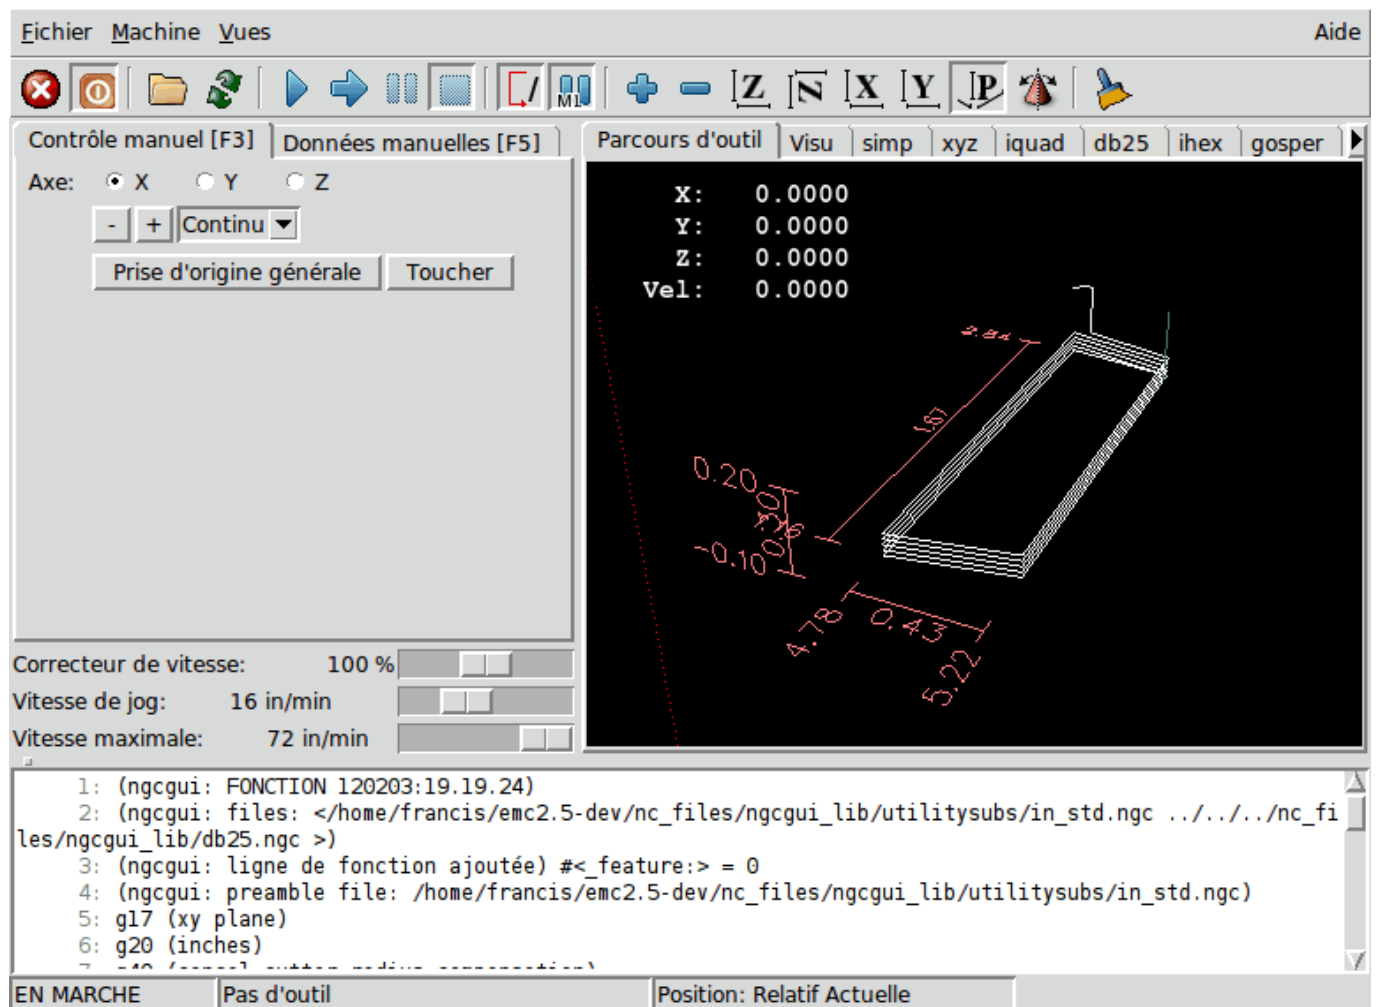 Fichier Machine Vues Aide
M1 Z N X Y P
Contrôle manuel [F3] Données manuelles [F5]
Parcours d'outil Visu simp xyz iquad db25 ihex gosper
Axe: X Y Z
- + Continu
Prise d'origine générale Toucher
X: 0.0000
Y: 0.0000
Z: 0.0000
Vel: 0.0000
0.20
-0.10
4.78
0.43
5.22
Correcteur de vitesse: 100 %
Vitesse de jog: 16 in/min
Vitesse maximale: 72 in/min
1: (ngcgui: FONCTION 120203:19.19.24)
2: (ngcgui: files: </home/francis/emc2.5-dev/nc_files/ngcgui_lib/utilitysubs/in_std.ngc ../../../nc_fi
les/ngcgui_lib/db25.ngc >)
3: (ngcgui: ligne de fonction ajoutée) #<_feature:> = 0
4: (ngcgui: preamble file: /home/francis/emc2.5-dev/nc_files/ngcgui_lib/utilitysubs/in_std.ngc)
5: g17 (xy plane)
6: g20 (inches)
EN MARCHE Pas d'outil Position: Relatif Actuelle